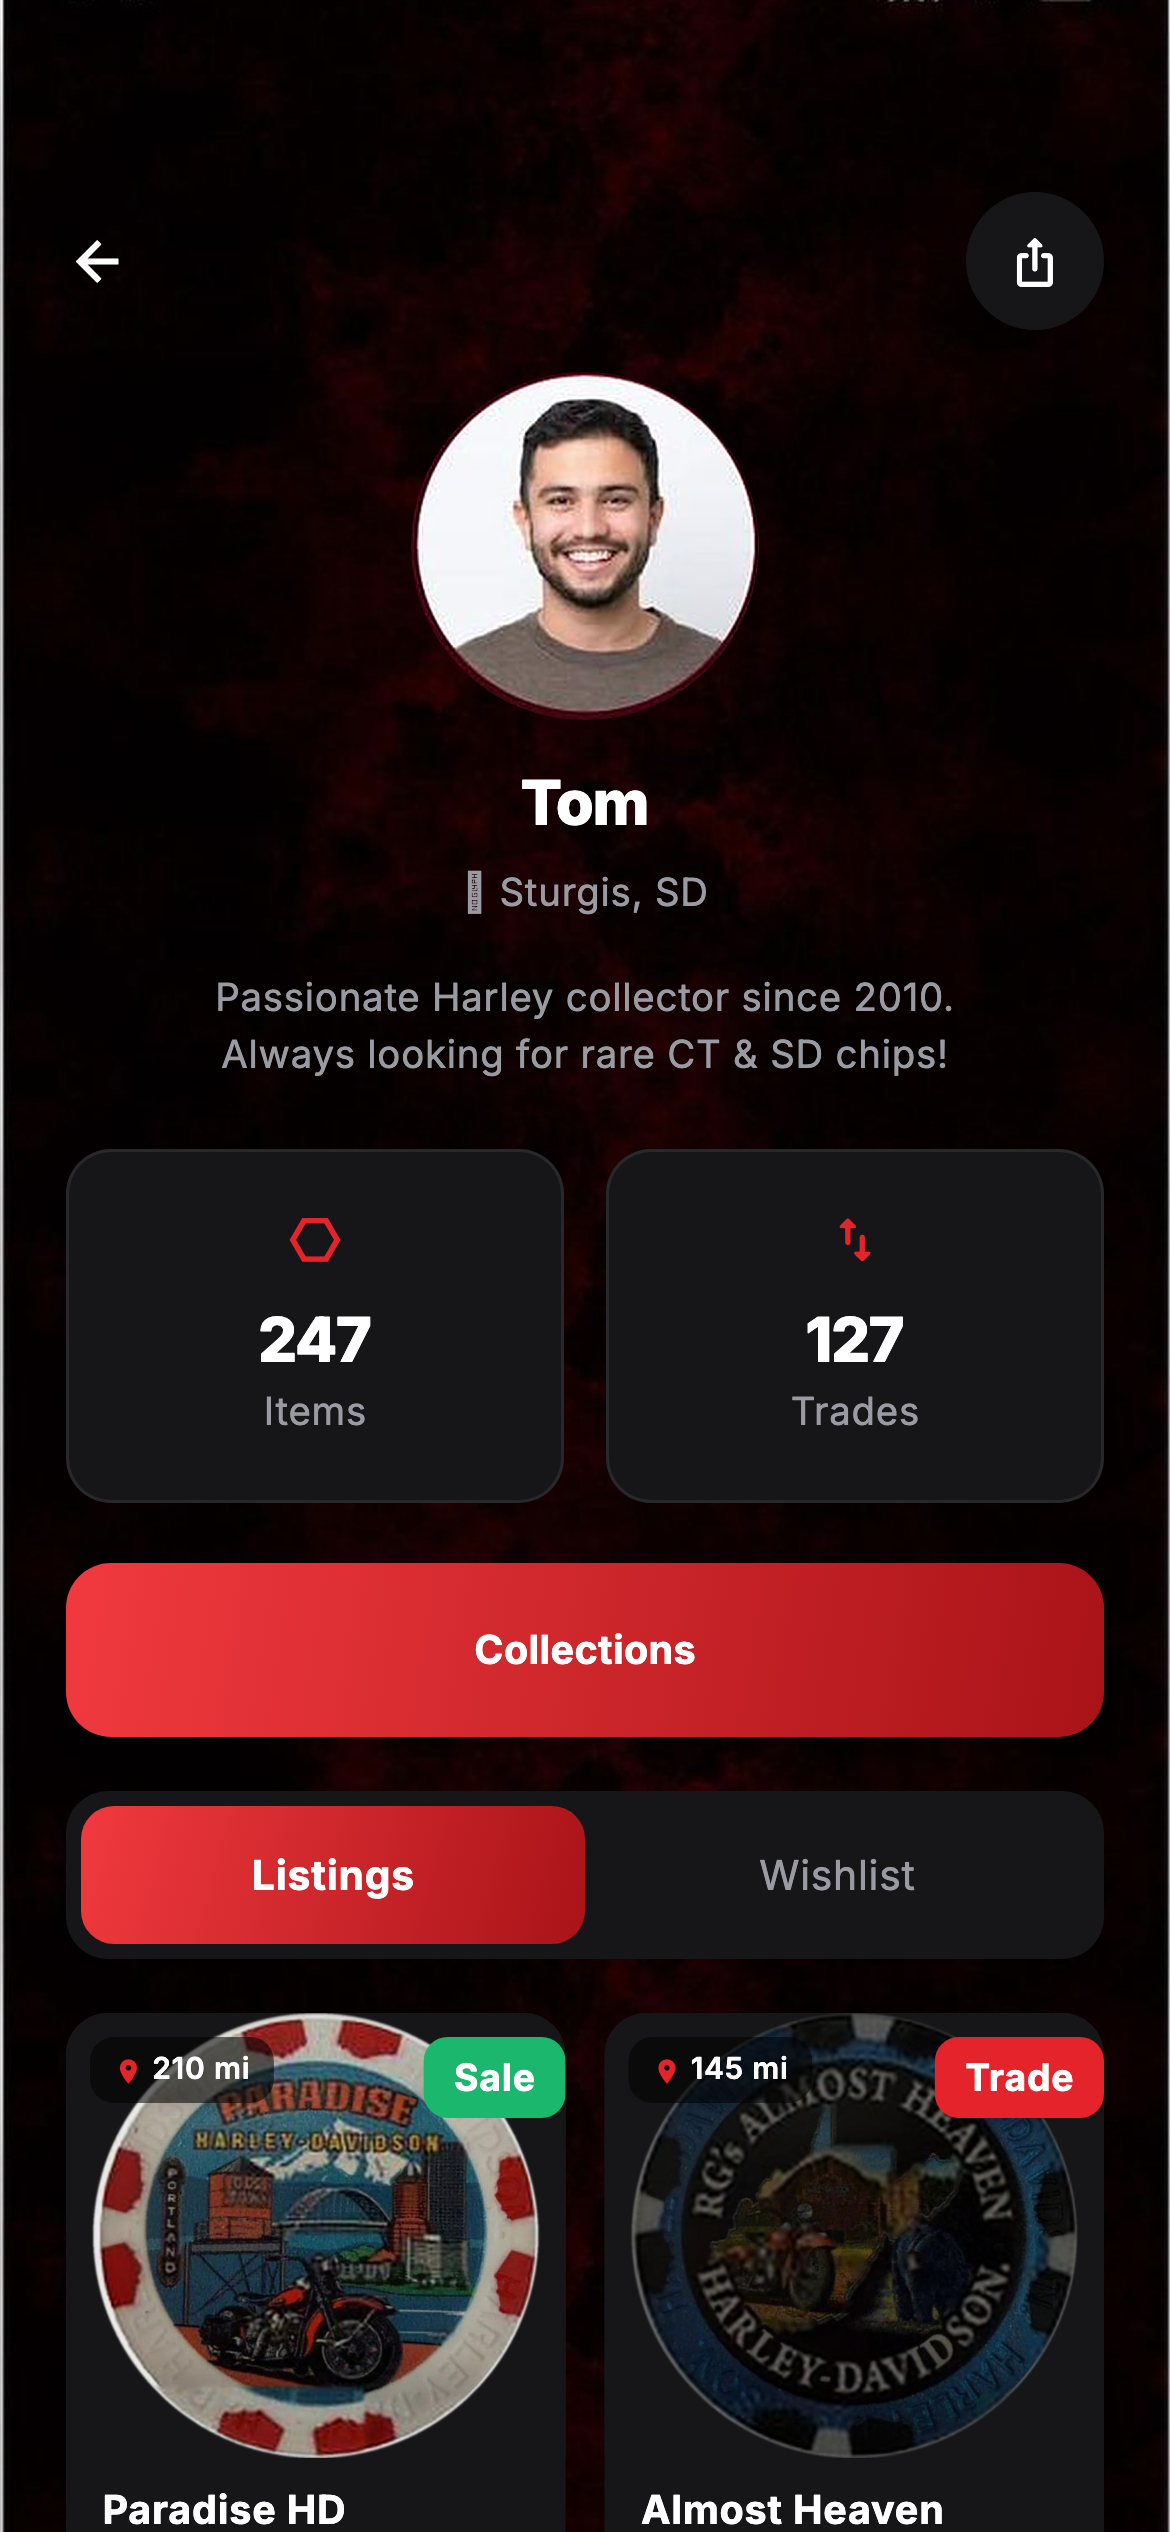 Tom
Sturgis, SD
Passionate Harley collector since 2010.
Always looking for rare CT & SD chips!
247
Items
127
Trades
Collections
Listings
Wishlist
210 mi
Sale
PARADISE
HARLEY-DAVIDSON
PORTLAND
145 mi
Trade
RG's ALMOST HEAVEN
HARLEY-DAVIDSON.
Paradise HD
Almost Heaven